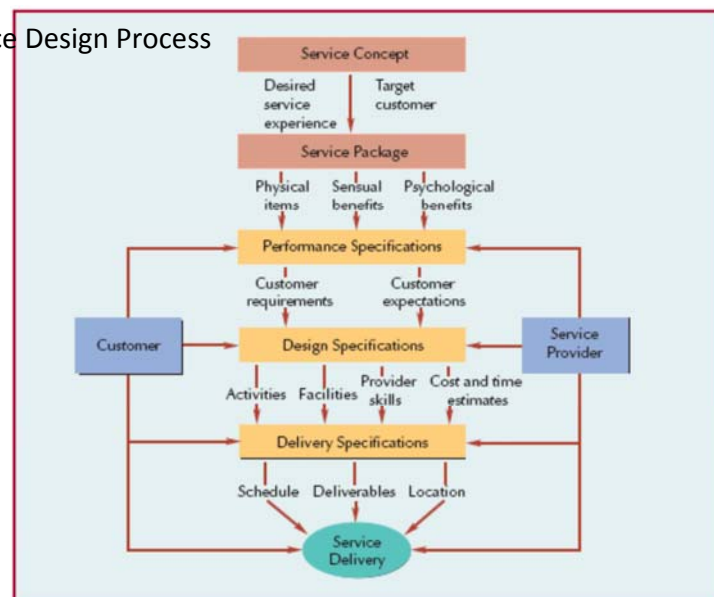 ce Design Process
Service Concept
Desired
service
experience
Target
customer
Service Package
Physical
items
Sensual
benefits
Psychological
benefits
Performance Specifications
Customer
requirements
Customer
expectations
Customer
Design Specifications
Service
Provider
Activities
Facilities
Provider
skills
Cost and time
estimates
Delivery Specifications
Schedule
Deliverables
Location
Service
Delivery